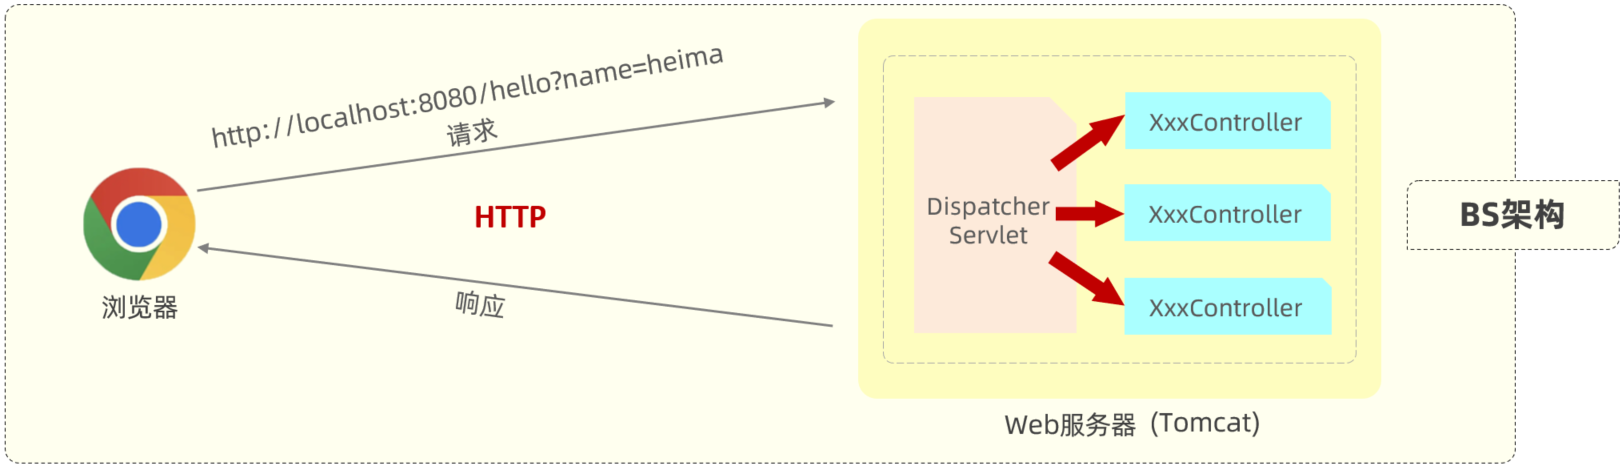 http://localhost:8080/hello?name=heima
请求
HTTP
响应
浏览器
Dispatcher
Servlet
XxxController
XxxController
XxxController
Web服务器 (Tomcat)
BS架构